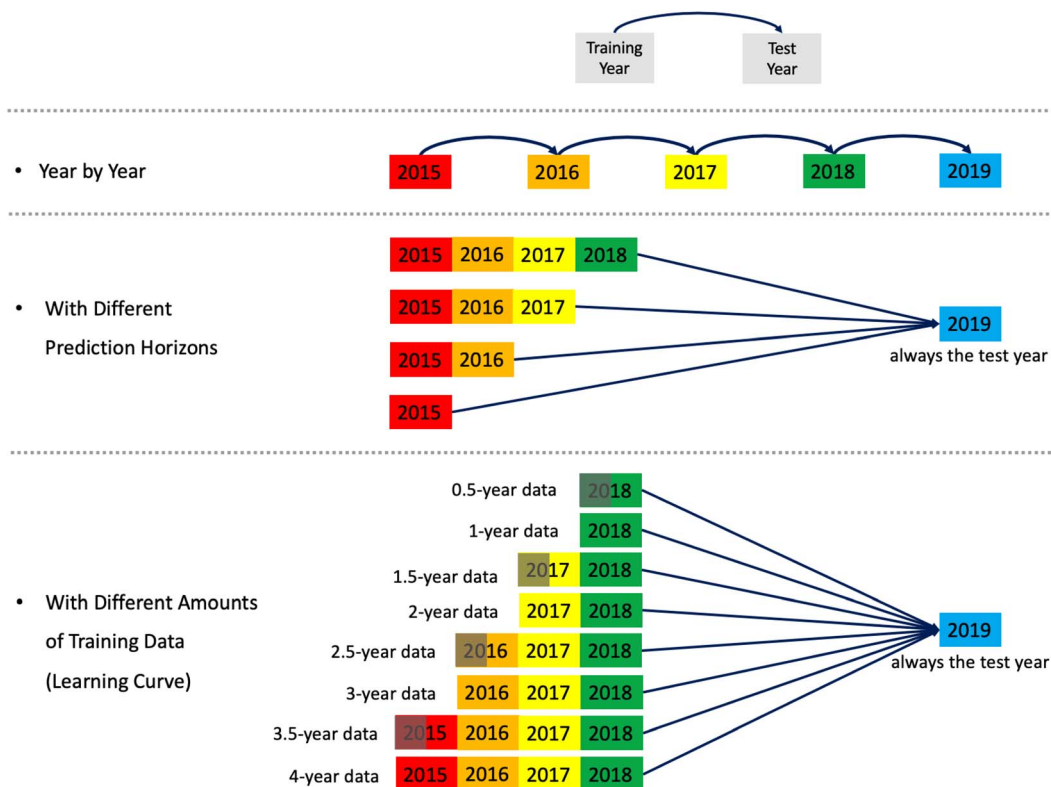 Training
Year
Test
Year
• Year by Year
2015 2016 2017 2018 2019
2015 2016 2017 2018
• With Different
Prediction Horizons
2015 2016 2017
2015 2016
2015
2019
always the test year
0.5-year data 2018
1-year data 2018
1.5-year data 2017 2018
• With Different Amounts
of Training Data
(Learning Curve)
2-year data 2017 2018
2.5-year data 2016 2017 2018
3-year data 2016 2017 2018
3.5-year data 2015 2016 2017 2018
4-year data 2015 2016 2017 2018
2019
always the test year